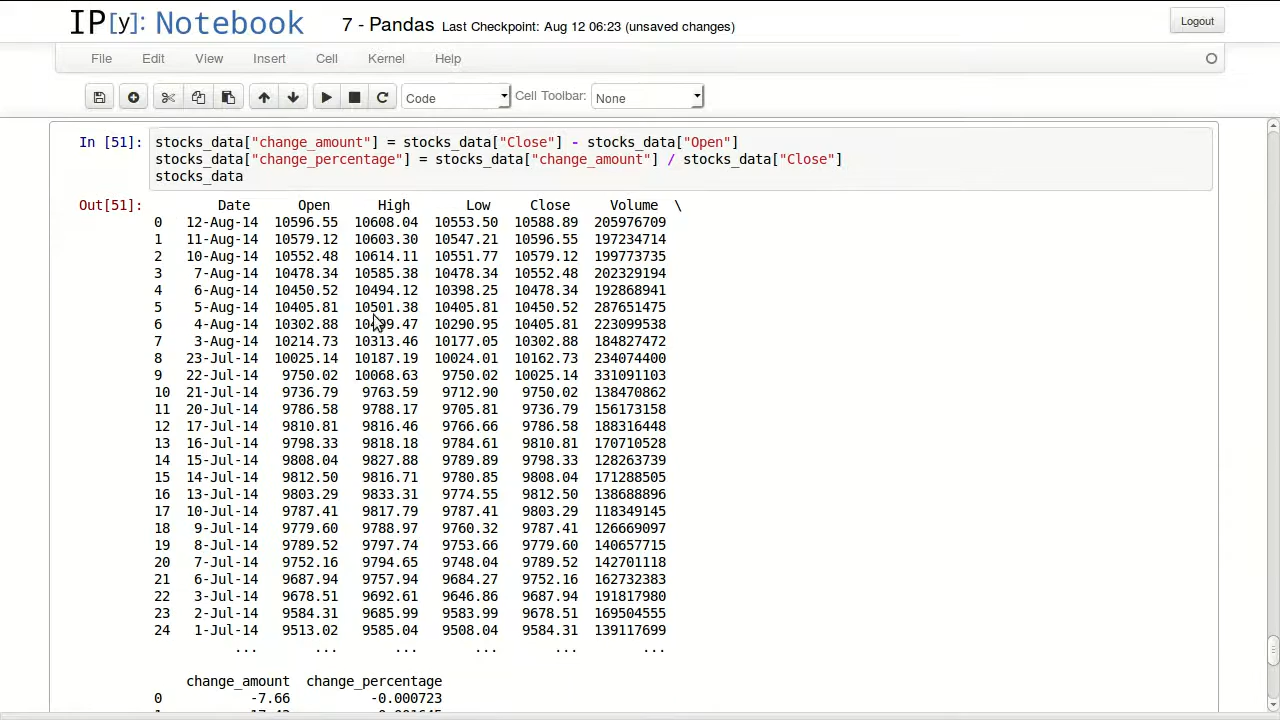 IP[y]: Notebook 7 - Pandas Last Checkpoint: Aug 12 06:23 (unsaved changes) Logout
File Edit View Insert Cell Kernel Help
Code Cell Toolbar: None
In [51]: stocks_data["change_amount"] = stocks_data["Close"] - stocks_data["Open"]
stocks_data["change_percentage"] = stocks_data["change_amount"] / stocks_data["Close"]
stocks_data
Out[51]: Date Open High Low Close Volume \
0 12-Aug-14 10596.55 10608.04 10553.50 10588.89 205976709
1 11-Aug-14 10579.12 10603.30 10547.21 10596.55 197234714
2 10-Aug-14 10552.48 10614.11 10551.77 10579.12 199773735
3 7-Aug-14 10478.34 10585.38 10478.34 10552.48 202329194
4 6-Aug-14 10450.52 10494.12 10398.25 10478.34 192868941
5 5-Aug-14 10405.81 10501.38 10405.81 10450.52 287651475
6 4-Aug-14 10302.88 10290.95 10405.81 223099538
7 3-Aug-14 10214.73 10313.46 10177.05 10302.88 184827472
8 23-Jul-14 10025.14 10187.19 10024.01 10162.73 234074400
9 22-Jul-14 9750.02 10068.63 9750.02 10025.14 331091103
10 21-Jul-14 9736.79 9763.59 9712.90 9750.02 138470862
11 20-Jul-14 9786.58 9788.17 9705.81 9736.79 156173158
12 17-Jul-14 9810.81 9816.46 9766.66 9786.58 188316448
13 16-Jul-14 9798.33 9818.18 9784.61 9810.81 170710528
14 15-Jul-14 9808.04 9827.88 9789.89 9798.33 128263739
15 14-Jul-14 9812.50 9816.71 9780.85 9808.04 171288505
16 13-Jul-14 9803.29 9833.31 9774.55 9812.50 138688896
17 10-Jul-14 9787.41 9817.79 9787.41 9803.29 118349145
18 9-Jul-14 9779.60 9788.97 9760.32 9787.41 126669097
19 8-Jul-14 9789.52 9797.74 9753.66 9779.60 140657715
20 7-Jul-14 9752.16 9794.65 9748.04 9789.52 142701118
21 6-Jul-14 9687.94 9757.94 9684.27 9752.16 162732383
22 3-Jul-14 9678.51 9692.61 9646.86 9687.94 191817980
23 2-Jul-14 9584.31 9685.99 9583.99 9678.51 169504555
24 1-Jul-14 9513.02 9585.04 9508.04 9584.31 139117699
... ... ... ... ... ...
change_amount change_percentage
0 -7.66 -0.000723